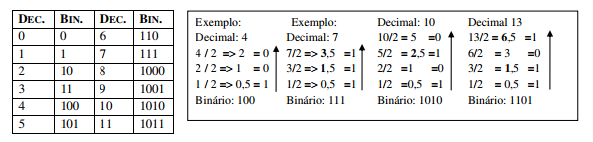 DEC. BIN. DEC. BIN.
0 0 6 110
1 1 7 111
2 10 8 1000
3 11 9 1001
4 100 10 1010
5 101 11 1011
Exemplo: Exemplo: Decimal: 10 Decimal 13
Decimal: 4 Decimal: 7 10/2 = 5 =0 13/2 = 6,5 =1
4 / 2 => 2 = 0 7/2 => 3,5 =1 5/2 = 2,5 =1 6/2 = 3 =0
2 / 2 => 1 = 0 3/2 => 1,5 =1 2/2 =1 =0 3/2 = 1,5 =1
1 / 2 => 0,5 = 1 1/2 => 0,5 =1 1/2 =0,5 =1 1/2 = 0,5 =1
Binário: 100 Binário: 111 Binário: 1010 Binário: 1101